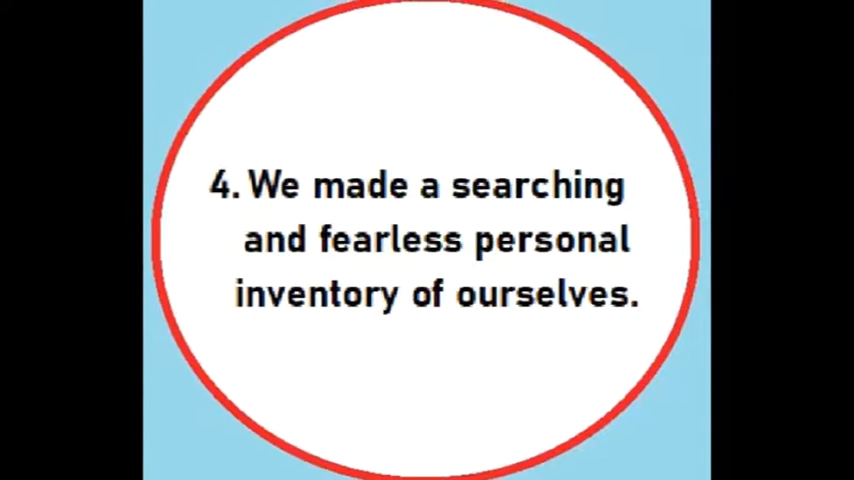 4. We made a searching
and fearless personal
inventory of ourselves.